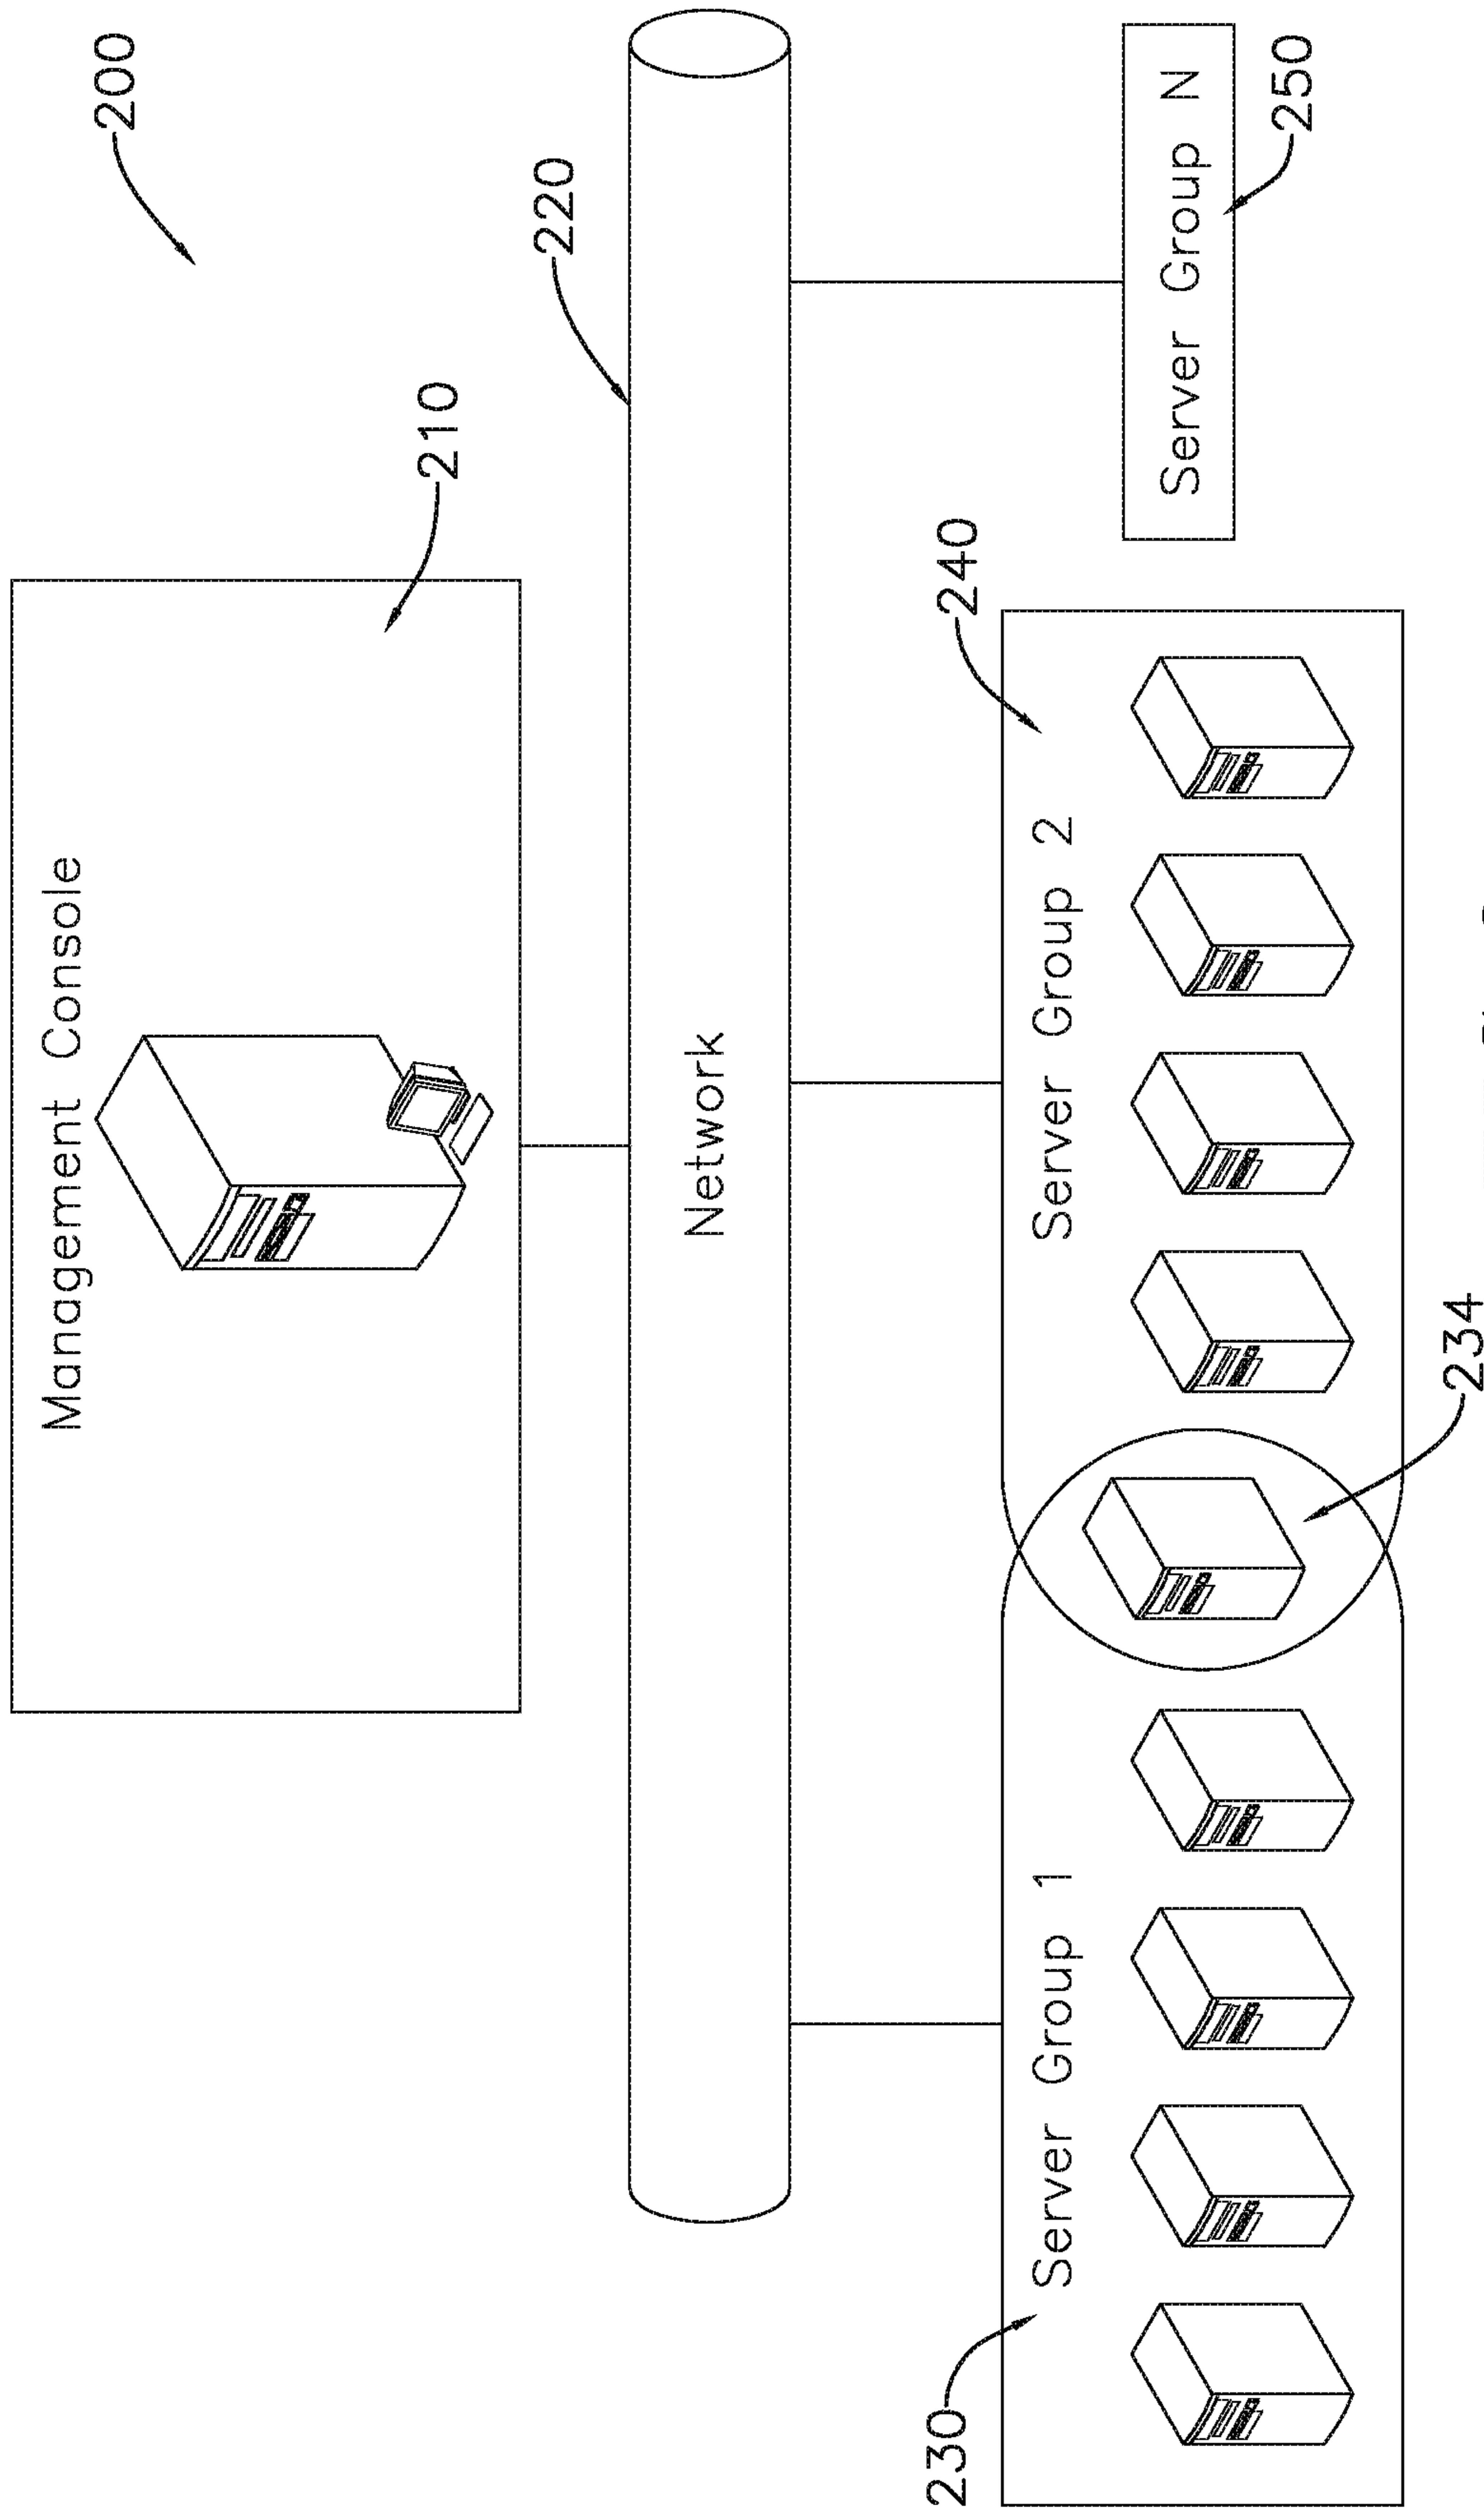 200
Management Console
210
220
Network
230
Server Group 1
240
Server Group 2
Server Group N
250
234